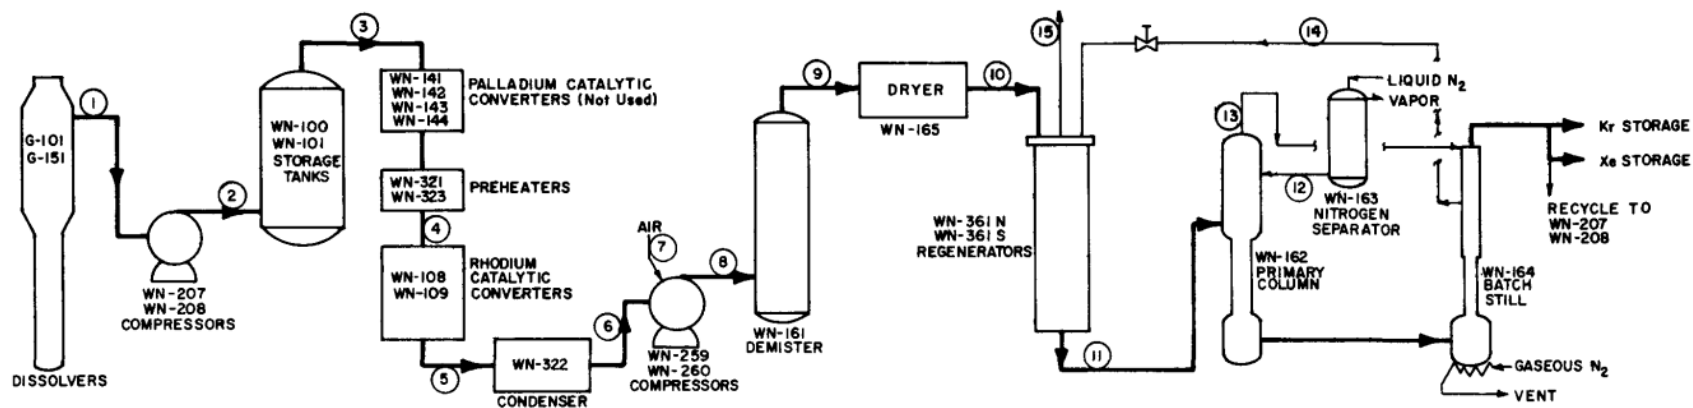 1
G-101
G-151
DISSOLVERS
2
WN-207
WN-208
COMPRESSORS
WN-100
WN-101
STORAGE
TANKS
3
WN-141
WN-142
WN-143
WN-144
PALLADIUM CATALYTIC
CONVERTERS (Not Used)
WN-321
WN-323
PREHEATERS
4
WN-108
WN-109
RHODIUM
CATALYTIC
CONVERTERS
5
WN-322
CONDENSER
6
AIR
7
8
WN-259
WN-260
COMPRESSORS
WN-161
DEMISTER
9
DRYER
WN-165
10
15
WN-361 N
WN-361 S
REGENERATORS
11
14
13
LIQUID N2
VAPOR
12
WN-163
NITROGEN
SEPARATOR
WN-162
PRIMARY
COLUMN
Kr STORAGE
Xe STORAGE
RECYCLE TO
WN-207
WN-208
WN-164
BATCH
STILL
GASEOUS N2
VENT